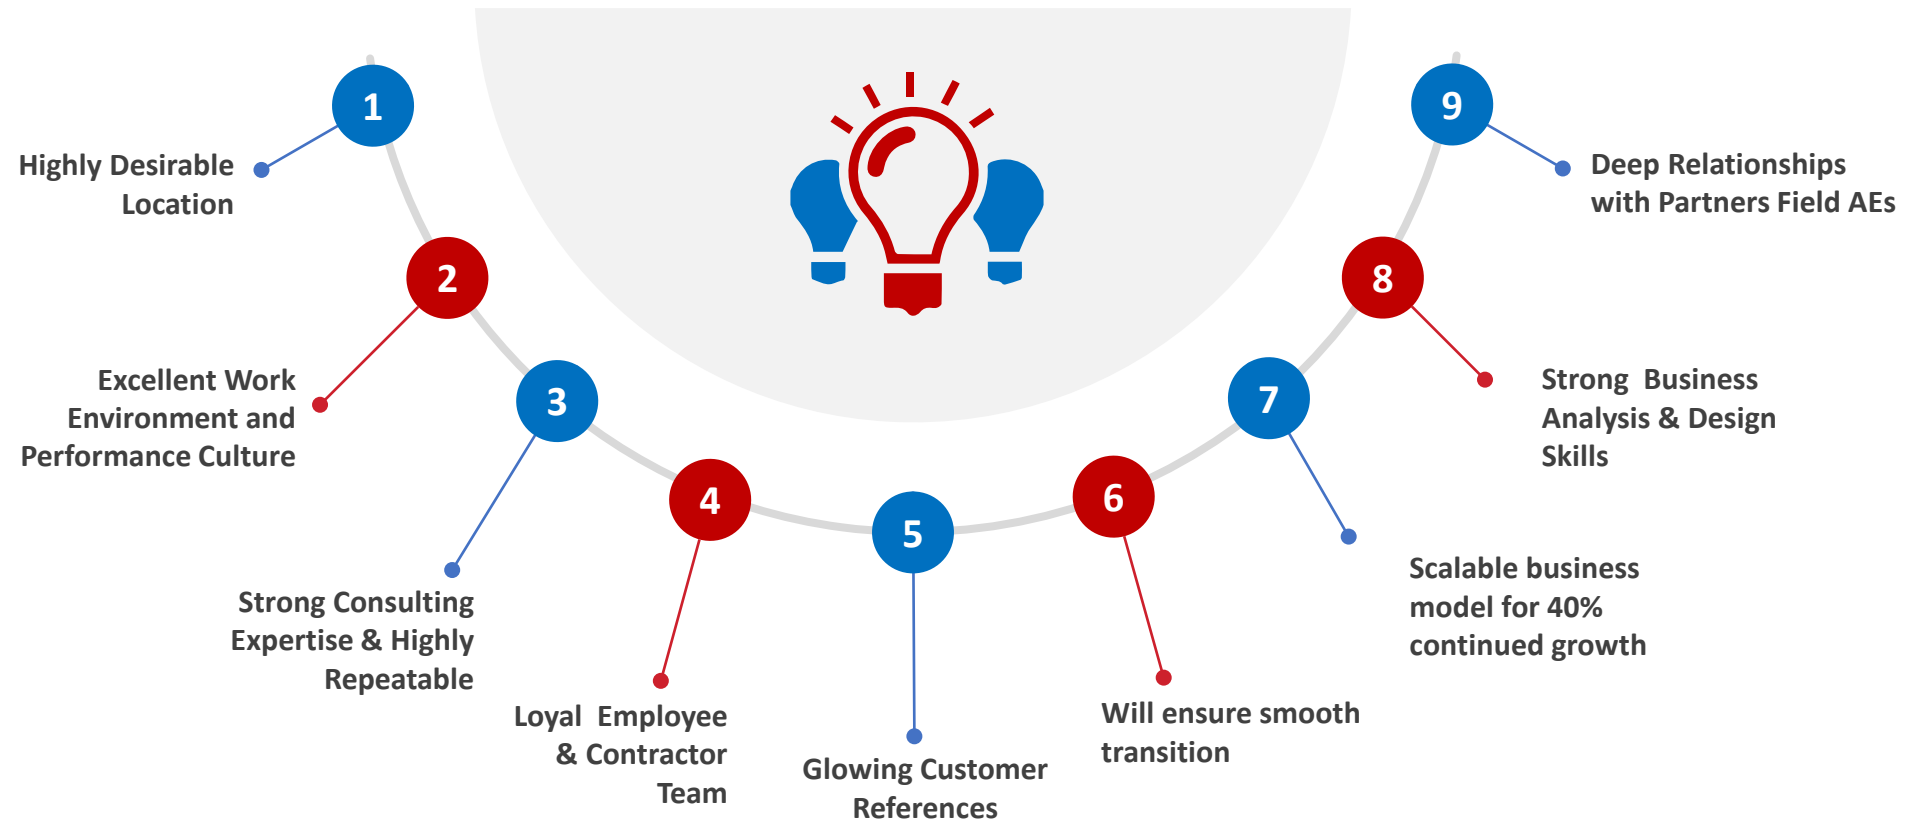 1
Highly Desirable
Location
2
Excellent Work
Environment and
Performance Culture
3
Strong Consulting
Expertise & Highly
Repeatable
4
Loyal  Employee
& Contractor
Team
5
Glowing Customer
References
6
Will ensure smooth
transition
7
Scalable business
model for 40%
continued growth
8
Strong  Business
Analysis & Design
Skills
9
Deep Relationships
with Partners Field AEs